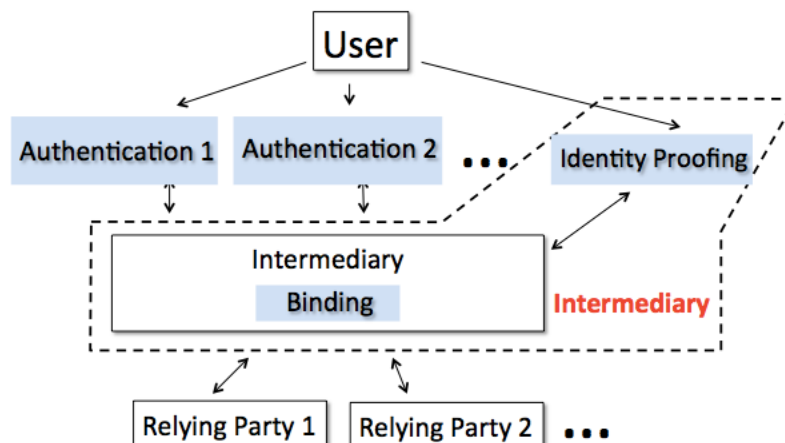 User
Authentication 1
Authentication 2
...
Identity Proofing
Intermediary
Binding
Intermediary
Relying Party 1
Relying Party 2
...